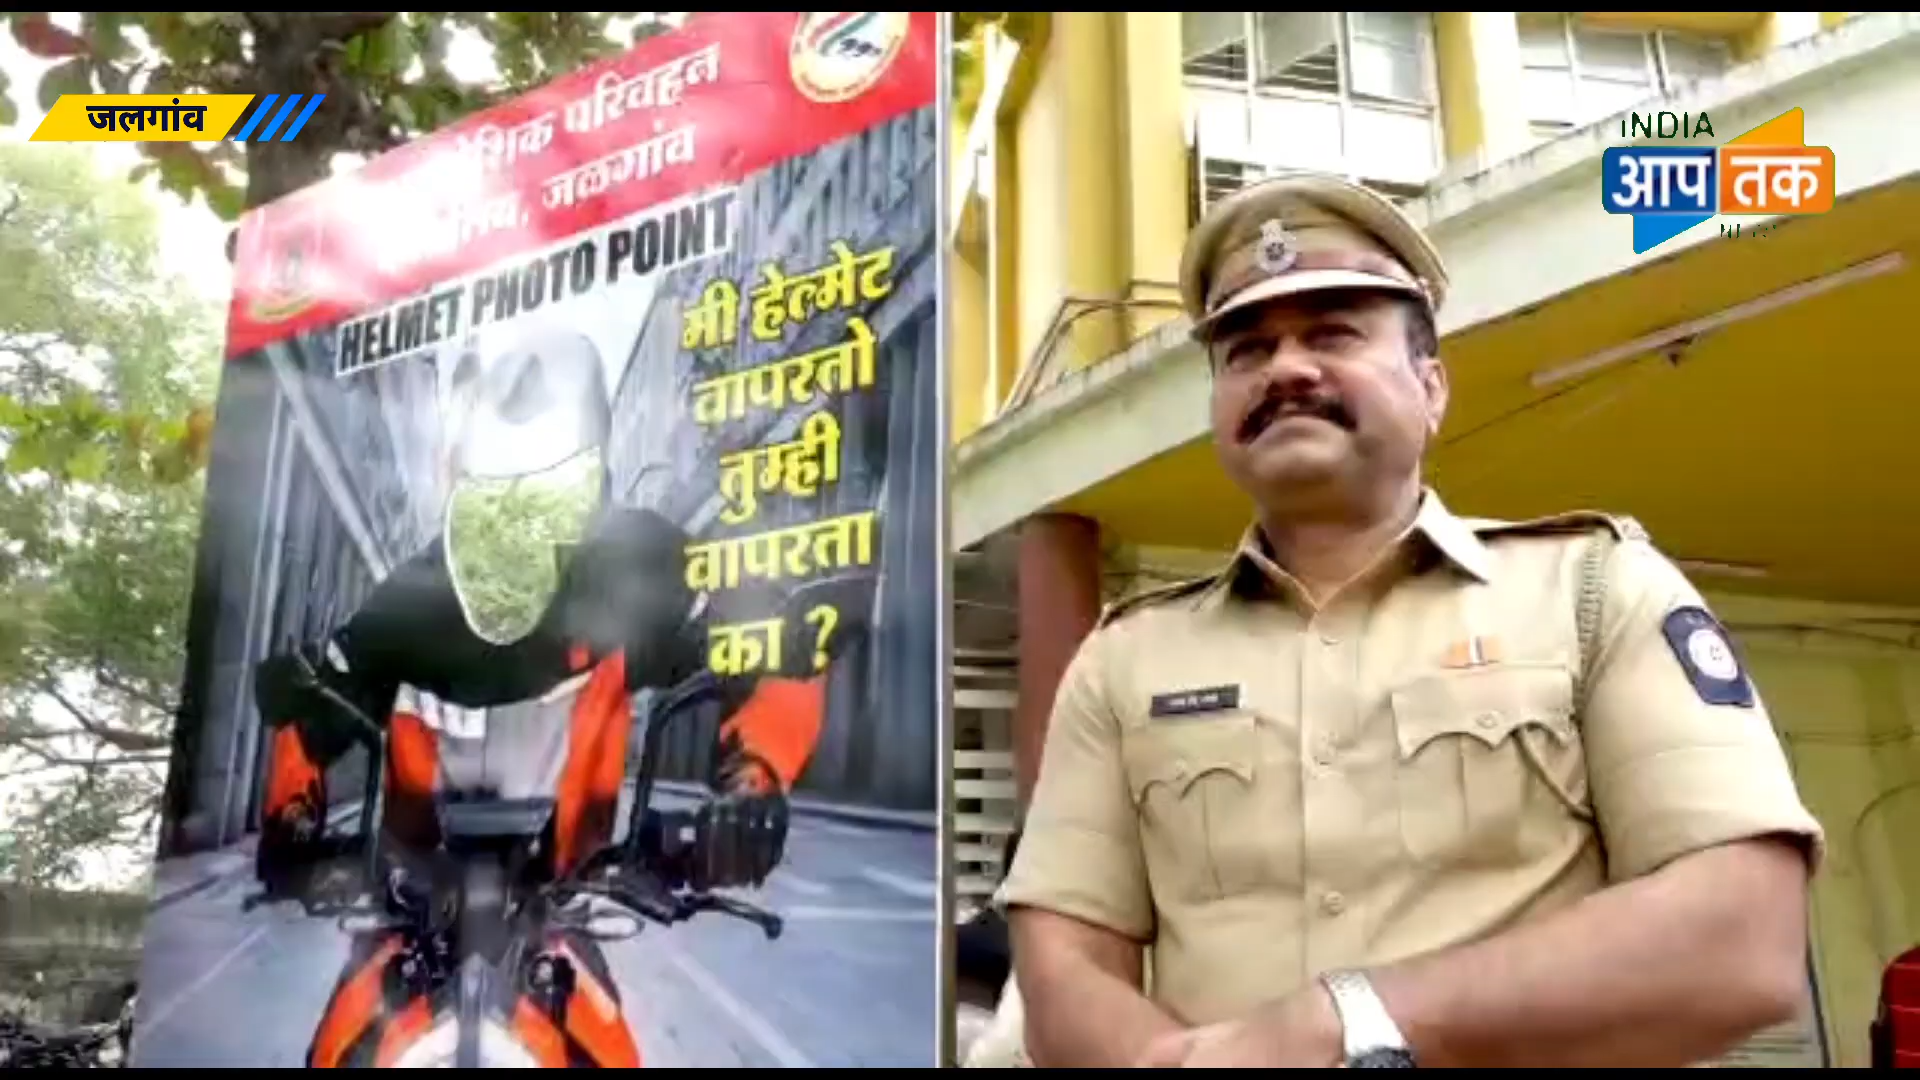 जलगांव
परिवहन
जळगांव
HELMET PHOTO POINT
मी हेल्मेट
वापरतो
तुम्ही
वापरता
का ?
INDIA
आप तक